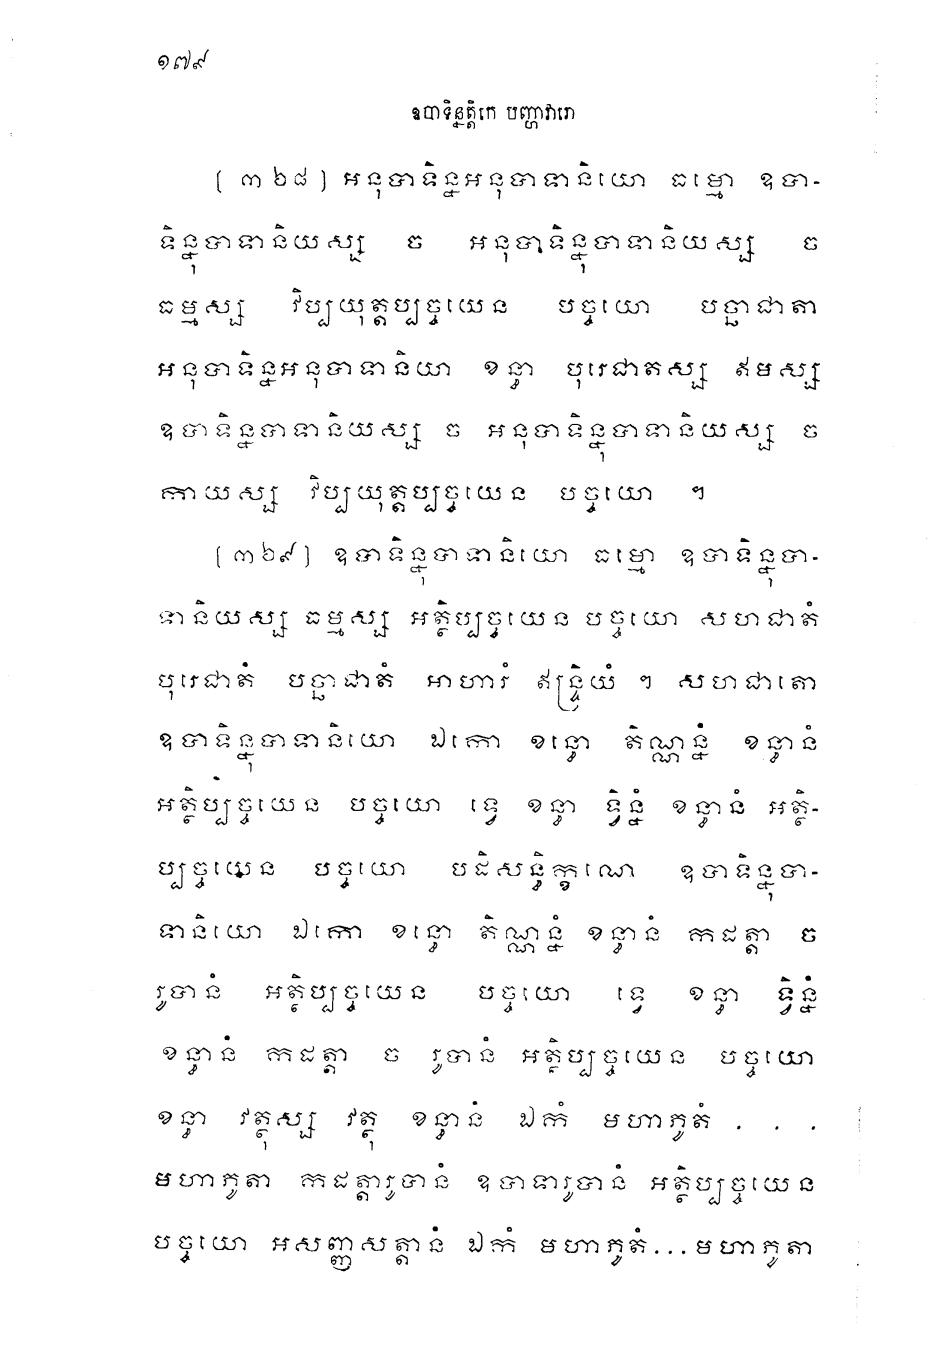 ១៧៩
ឧបាទិន្នត្តិកេ បញ្ហាវារោ
[៣២៨] អនុបាទិន្នអនុបាទានិយោ ធម្មោ ឧបា-
ទិន្នុបាទានិយស្ស ច អនុបាទិន្នុបាទានិយស្ស ច
ធម្មស្ស វិប្បយុត្តប្បច្ចយេន បច្ចយោ បច្ឆាជាតា
អនុបាទិន្នអនុបាទានិយា ខន្ធា បុរេជាតស្ស ឥមស្ស
ឧបាទិន្នុបាទានិយស្ស ច អនុបាទិន្នុបាទានិយស្ស ច
កាយស្ស វិប្បយុត្តប្បច្ចយេន បច្ចយោ ។
[៣២៩] ឧបាទិន្នុបាទានិយោ ធម្មោ ឧបាទិន្នុបា-
ទានិយស្ស ធម្មស្ស អត្ថិប្បច្ចយេន បច្ចយោ សហជាតំ
បុរេជាតំ បច្ឆាជាតំ អាហារំ ឥន្ទ្រិយំ ។ សហជាតោ
ឧបាទិន្នុបាទានិយោ ឯកោ ខន្ធោ តិណ្ណន្នំ ខន្ធានំ
អត្ថិប្បច្ចយេន បច្ចយោ ទ្វេ ខន្ធា ទ្វិន្នំ ខន្ធានំ អត្ថិ-
ប្បច្ចយេន បច្ចយោ បដិសន្ធិក្ខណេ ឧបាទិន្នុបា-
ទានិយោ ឯកោ ខន្ធោ តិណ្ណន្នំ ខន្ធានំ កដត្តា ច
រូបានំ អត្ថិប្បច្ចយេន បច្ចយោ ទ្វេ ខន្ធា ទ្វិន្នំ
ខន្ធានំ កដត្តា ច រូបានំ អត្ថិប្បច្ចយេន បច្ចយោ
ខន្ធា វត្ថុស្ស វត្ថុ ខន្ធានំ ឯកំ មហាភូតំ . . .
មហាភូតា កដត្តារូបានំ ឧបាទារូបានំ អត្ថិប្បច្ចយេន
បច្ចយោ អសញ្ញសត្តានំ ឯកំ មហាភូតំ...មហាភូតា